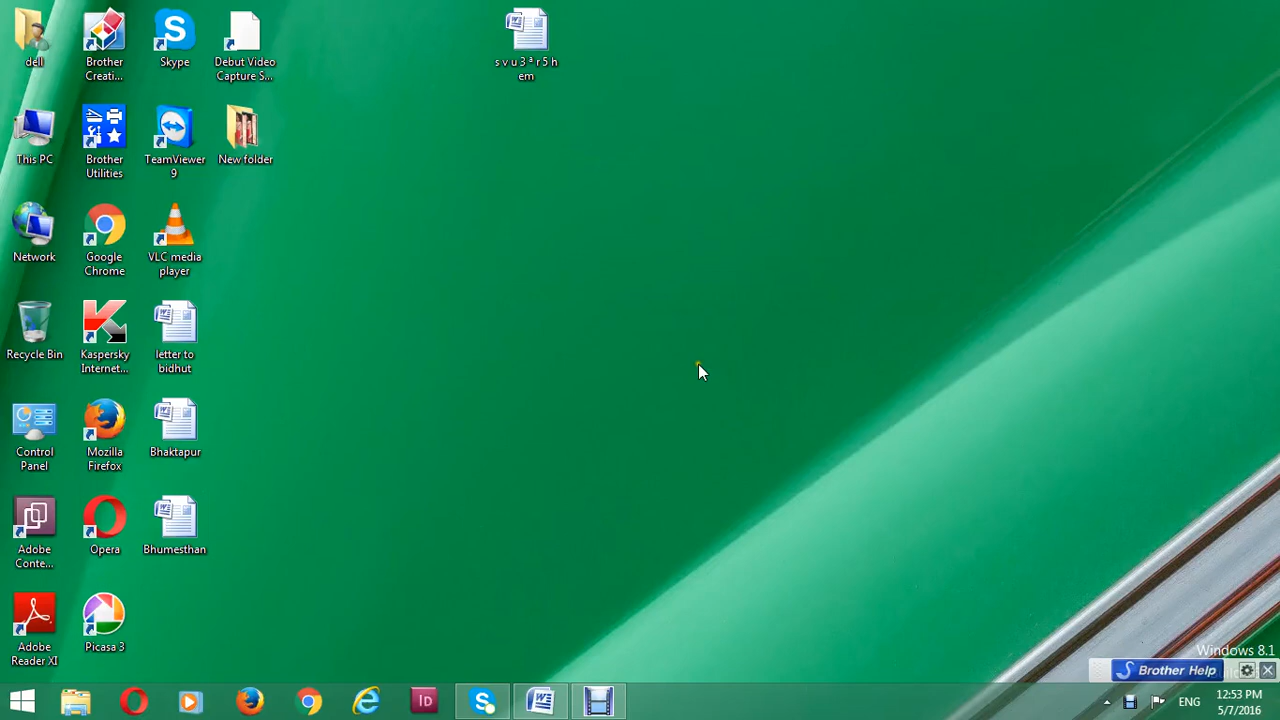 dell
Brother
Creati...
Skype
Debut Video
Capture S...
s v u 3 ª r 5 h
em
This PC
Brother
Utilities
TeamViewer
9
New folder
Network
Google
Chrome
VLC media
player
Recycle Bin
Kaspersky
Internet...
letter to
bidhut
Control
Panel
Mozilla
Firefox
Bhaktapur
Adobe
Conte...
Opera
Bhumesthan
Adobe
Reader XI
Picasa 3
Windows 8.1
Brother Help
Id
ENG
12:53 PM
5/7/2016